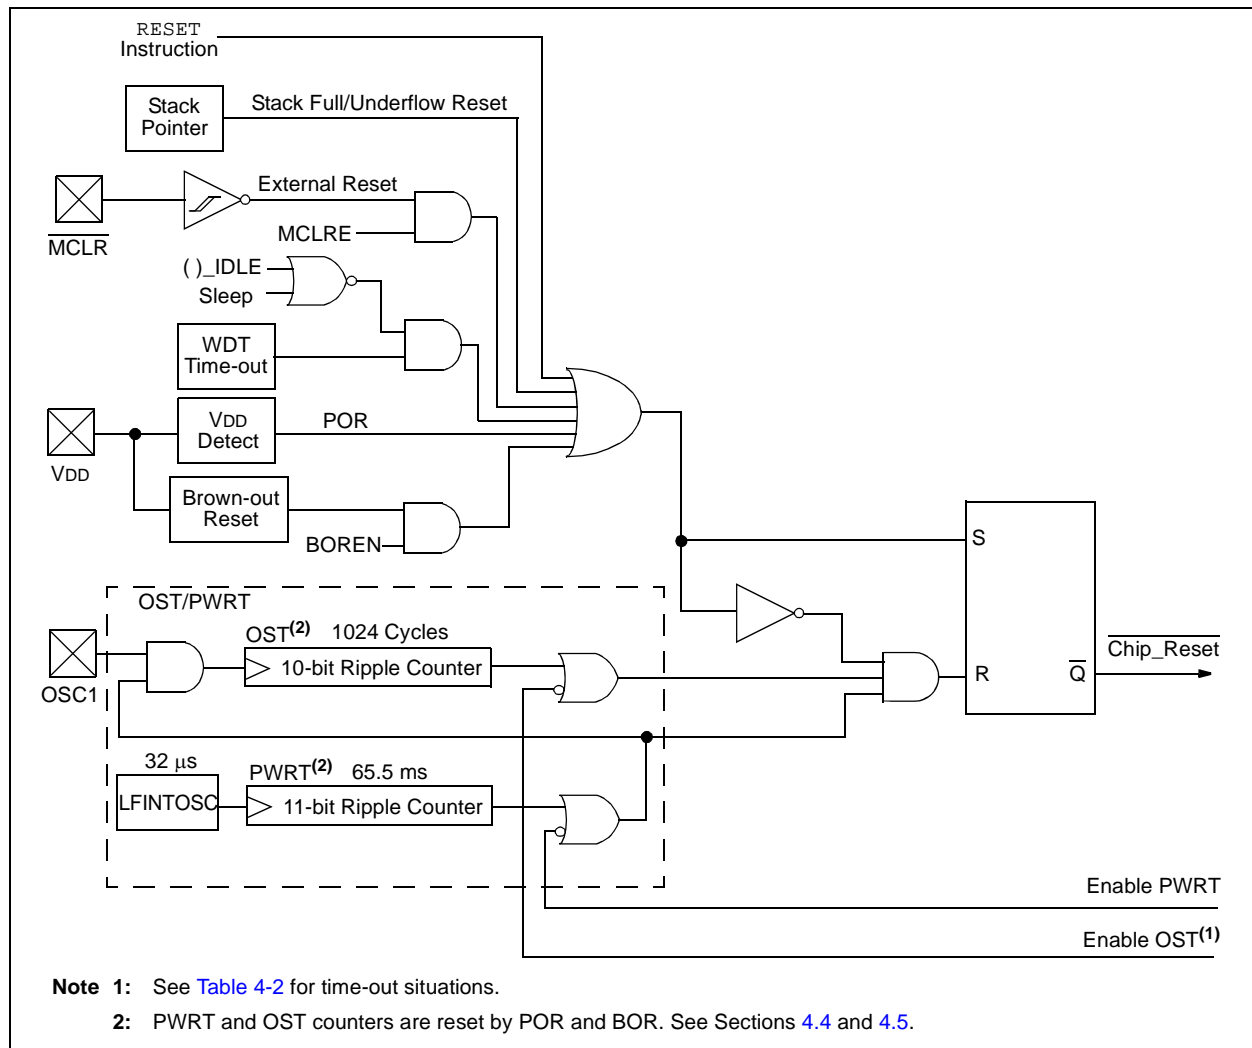 RESET
Instruction
Stack
Pointer
Stack Full/Underflow Reset
External Reset
MCLR
MCLRE
( )_IDLE
Sleep
WDT
Time-out
VDD
Detect
POR
VDD
Brown-out
Reset
BOREN
S
OST/PWRT
OST(2) 1024 Cycles
10-bit Ripple Counter
OSC1
Chip_Reset
R
Q
32 μs
PWRT(2) 65.5 ms
LFINTOSC
11-bit Ripple Counter
Enable PWRT
Enable OST(1)
Note 1: See Table 4-2 for time-out situations.
2: PWRT and OST counters are reset by POR and BOR. See Sections 4.4 and 4.5.